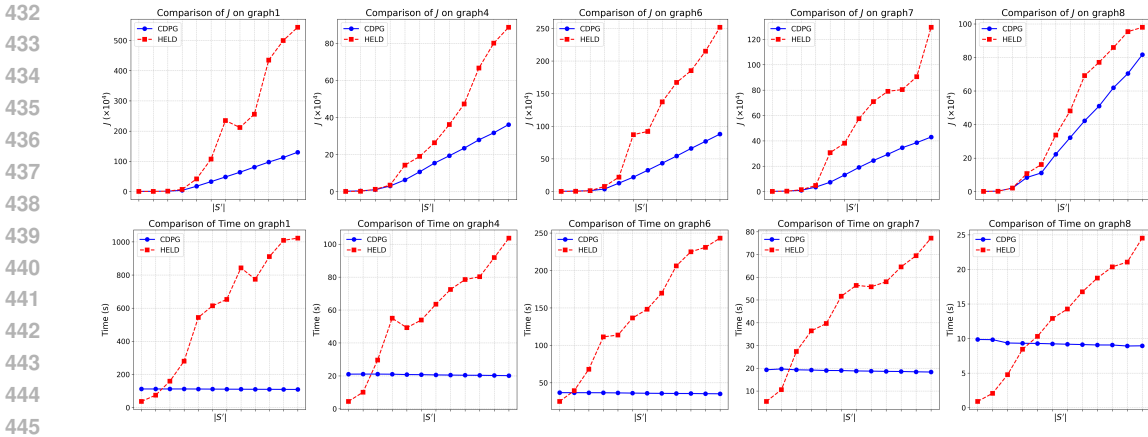 432
433
434
435
436
437
438
439
440
441
442
443
444
445
Comparison of J on graph1
CDPG
HELD
J (×10⁴)
500
400
300
200
100
0
|S'|
Comparison of J on graph4
CDPG
HELD
J (×10⁴)
80
60
40
20
0
|S'|
Comparison of J on graph6
CDPG
HELD
J (×10⁴)
250
200
150
100
50
0
|S'|
Comparison of J on graph7
CDPG
HELD
J (×10⁴)
120
100
80
60
40
20
0
|S'|
Comparison of J on graph8
CDPG
HELD
J (×10⁴)
100
80
60
40
20
0
|S'|
Comparison of Time on graph1
CDPG
HELD
Time (s)
1000
800
600
400
200
0
|S'|
Comparison of Time on graph4
CDPG
HELD
Time (s)
100
80
60
40
20
0
|S'|
Comparison of Time on graph6
CDPG
HELD
Time (s)
250
200
150
100
50
|S'|
Comparison of Time on graph7
CDPG
HELD
Time (s)
80
70
60
50
40
30
20
10
|S'|
Comparison of Time on graph8
CDPG
HELD
Time (s)
25
20
15
10
5
0
|S'|